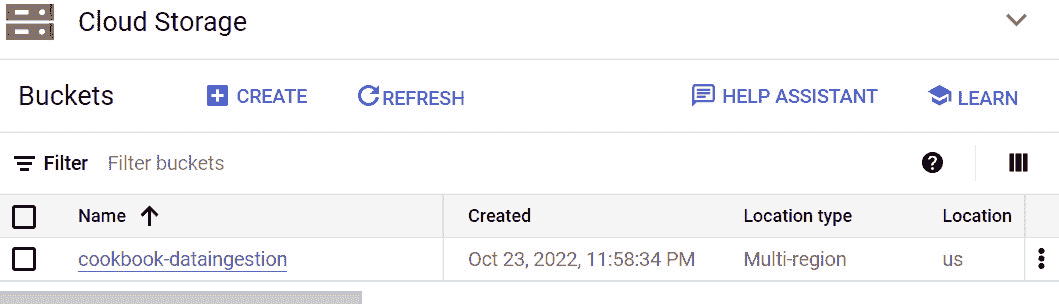 Cloud Storage
Buckets CREATE REFRESH HELP ASSISTANT LEARN
Filter Filter buckets
Name Created Location type Location
cookbook-dataingestion Oct 23, 2022, 11:58:34 PM Multi-region us